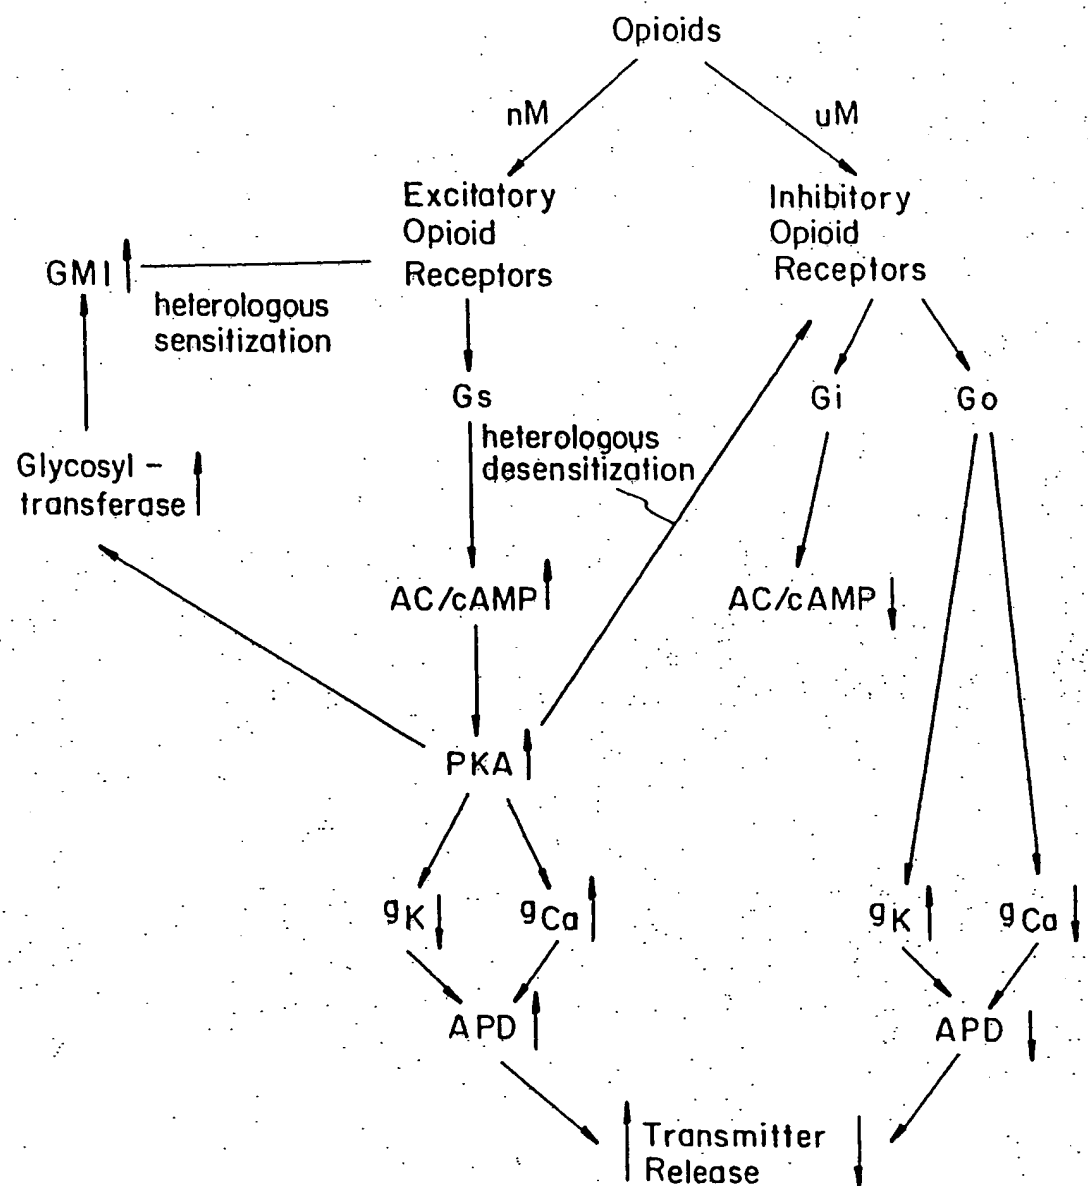 Opioids
nM
uM
Excitatory
Opioid
Receptors
Inhibitory
Opioid
Receptors
GMI
heterologous
sensitization
Gs
Gi
Go
heterologous
desensitization
Glycosyl-
transferase
AC/cAMP
AC/cAMP
PKA
gK
gCa
gK
gCa
APD
APD
Transmitter
Release